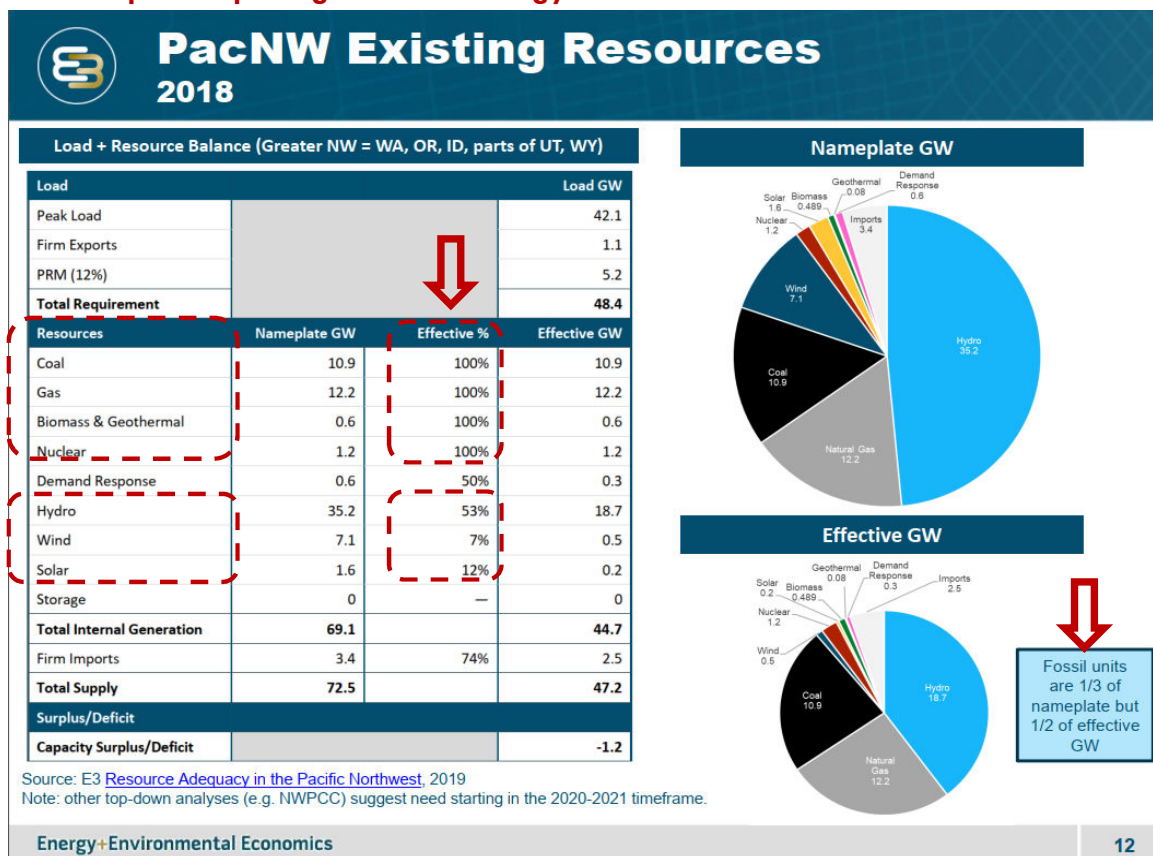 PacNW Existing Resources
2018
Load + Resource Balance (Greater NW = WA, OR, ID, parts of UT, WY)
Load Load GW
Peak Load 42.1
Firm Exports 1.1
PRM (12%) 5.2
Total Requirement 48.4
Resources Nameplate GW Effective % Effective GW
Coal 10.9 100% 10.9
Gas 12.2 100% 12.2
Biomass & Geothermal 0.6 100% 0.6
Nuclear 1.2 100% 1.2
Demand Response 0.6 50% 0.3
Hydro 35.2 53% 18.7
Wind 7.1 7% 0.5
Solar 1.6 12% 0.2
Storage 0 — 0
Total Internal Generation 69.1 44.7
Firm Imports 3.4 74% 2.5
Total Supply 72.5 47.2
Surplus/Deficit
Capacity Surplus/Deficit -1.2
Source: E3 Resource Adequacy in the Pacific Northwest, 2019
Note: other top-down analyses (e.g. NWPCC) suggest need starting in the 2020-2021 timeframe.
Nameplate GW
Solar
1.6
Biomass
0.489
Geothermal
0.08
Demand
Response
0.6
Nuclear
1.2
Imports
3.4
Wind
7.1
Hydro
35.2
Coal
10.9
Natural Gas
12.2
Effective GW
Solar
0.2
Biomass
0.489
Geothermal
0.08
Demand
Response
0.3
Imports
2.5
Nuclear
1.2
Wind
0.5
Coal
10.9
Hydro
18.7
Natural
Gas
12.2
Fossil units
are 1/3 of
nameplate but
1/2 of effective
GW
Energy+Environmental Economics
12